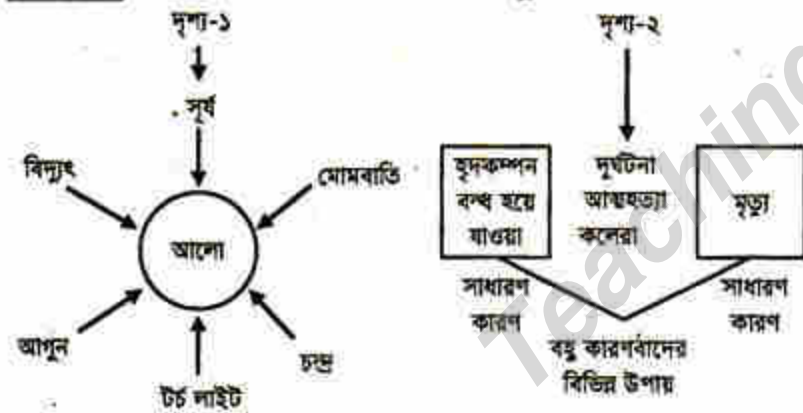 দৃশ্য-১
সূর্য
বিদ্যুৎ
মোমবাতি
আলো
আগুন
চন্দ্র
টর্চ লাইট
দৃশ্য-২
হৃদকম্পন
বন্ধ হয়ে
যাওয়া
দুর্ঘটনা
আত্মহত্যা
কলেরা
মৃত্যু
সাধারণ
কারণ
সাধারণ
কারণ
বহু কারণবাদের
বিভিন্ন উপায়
Teaching